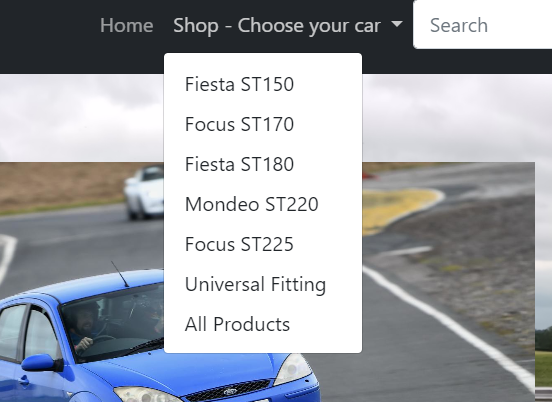 Home Shop - Choose your car Search
Fiesta ST150
Focus ST170
Fiesta ST180
Mondeo ST220
Focus ST225
Universal Fitting
All Products